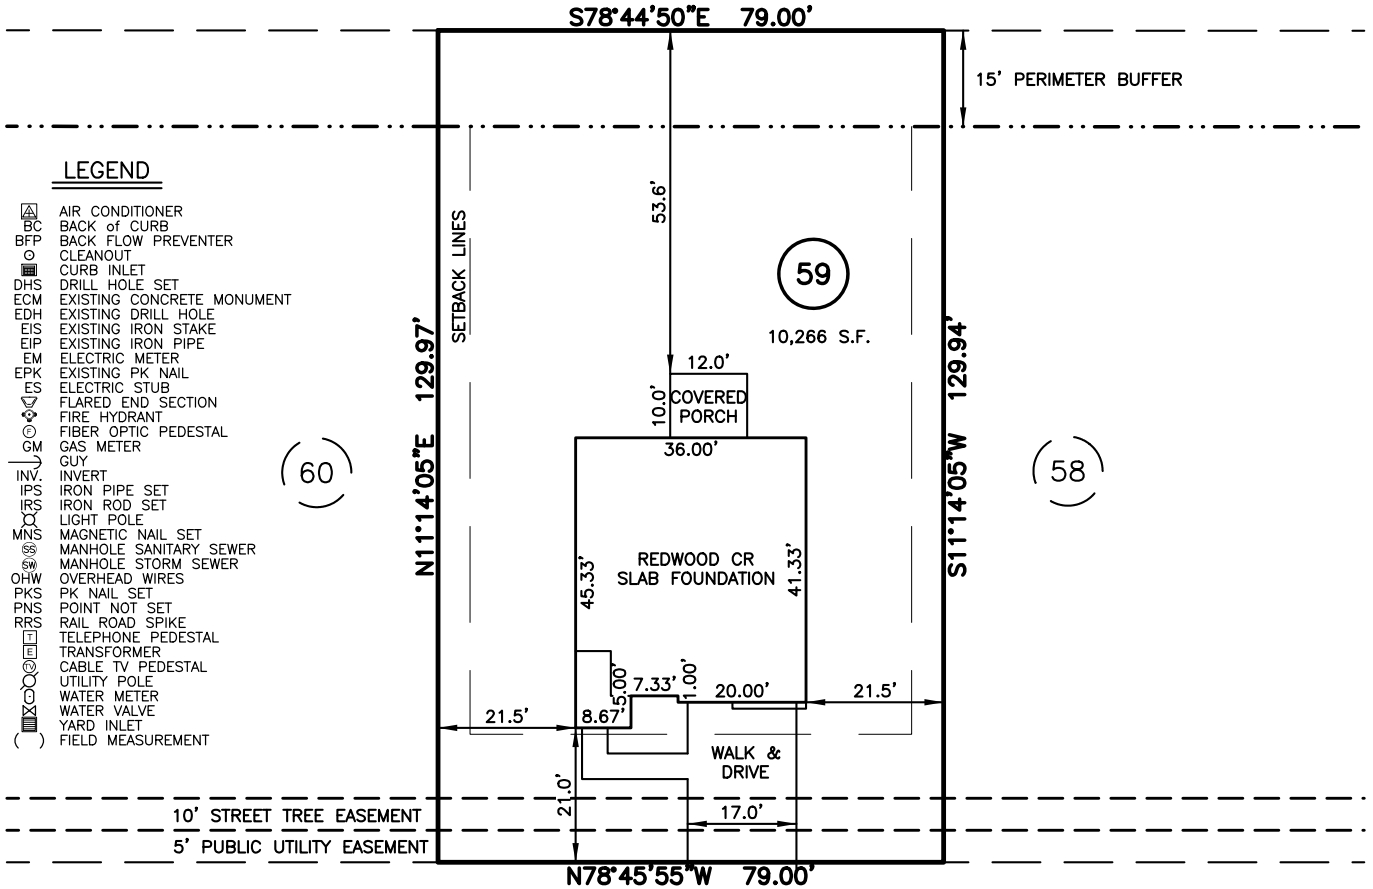 S78°44'50"E 79.00'
15' PERIMETER BUFFER
LEGEND
AIR CONDITIONER
BC BACK of CURB
BFP BACK FLOW PREVENTER
CLEANOUT
CURB INLET
DHS DRILL HOLE SET
ECM EXISTING CONCRETE MONUMENT
EDH EXISTING DRILL HOLE
EIS EXISTING IRON STAKE
EIP EXISTING IRON PIPE
EM ELECTRIC METER
EPK EXISTING PK NAIL
ES ELECTRIC STUB
FLARED END SECTION
FIRE HYDRANT
F FIBER OPTIC PEDESTAL
GM GAS METER
GUY
INV. INVERT
IPS IRON PIPE SET
IRS IRON ROD SET
LIGHT POLE
MNS MAGNETIC NAIL SET
SS MANHOLE SANITARY SEWER
SW MANHOLE STORM SEWER
OHW OVERHEAD WIRES
PKS PK NAIL SET
PNS POINT NOT SET
RRS RAIL ROAD SPIKE
T TELEPHONE PEDESTAL
E TRANSFORMER
TV CABLE TV PEDESTAL
UTILITY POLE
WATER METER
WATER VALVE
YARD INLET
( ) FIELD MEASUREMENT
60
N11°14'05"E 129.97'
SETBACK LINES
53.6'
59
10,266 S.F.
12.0'
10.0'
COVERED
PORCH
36.00'
REDWOOD CR
SLAB FOUNDATION
45.33'
41.33'
5.00'
7.33'
1.00'
20.00'
21.5'
21.5'
8.67'
WALK &
DRIVE
21.0'
17.0'
S11°14'05"W 129.94'
58
10' STREET TREE EASEMENT
5' PUBLIC UTILITY EASEMENT
N78°45'55"W 79.00'